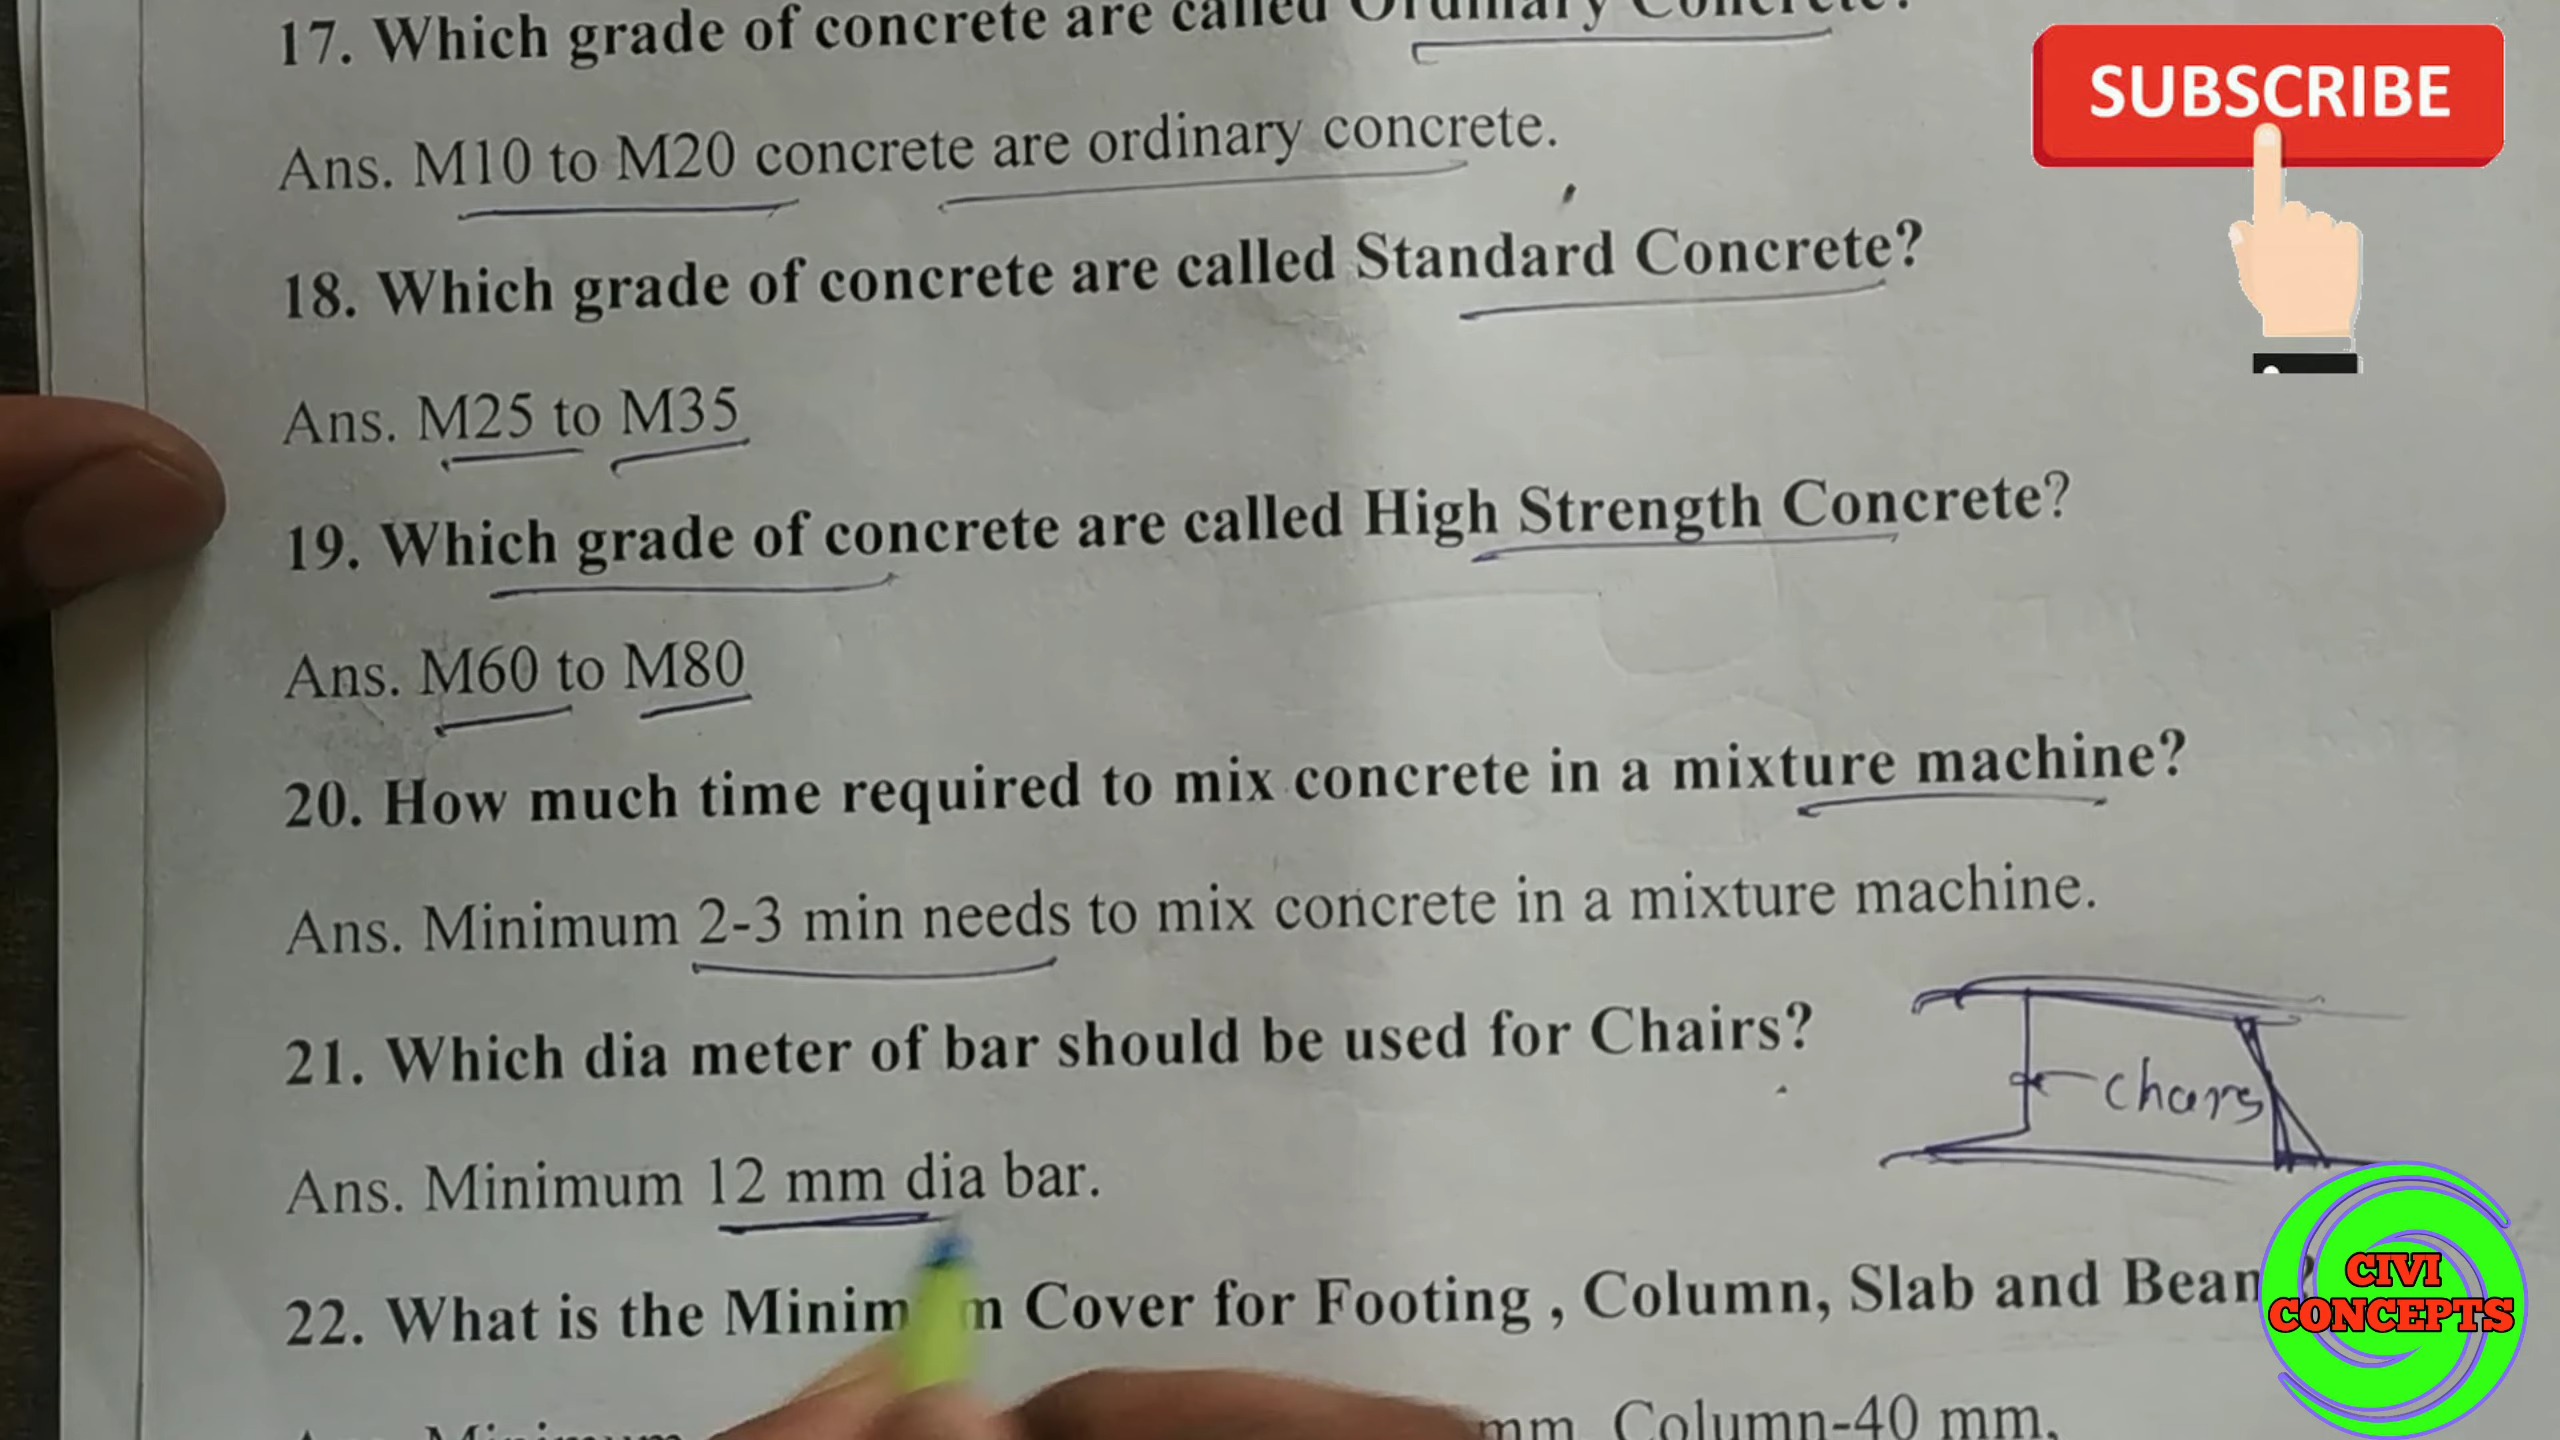 17. Which grade of concrete are called Ordinary Concrete?
SUBSCRIBE
Ans. M10 to M20 concrete are ordinary concrete.
18. Which grade of concrete are called Standard Concrete?
Ans. M25 to M35
19. Which grade of concrete are called High Strength Concrete?
Ans. M60 to M80
20. How much time required to mix concrete in a mixture machine?
Ans. Minimum 2-3 min needs to mix concrete in a mixture machine.
21. Which dia meter of bar should be used for Chairs?
chars
Ans. Minimum 12 mm dia bar.
22. What is the Cover for Footing , Column, Slab and
CIVI
CONCEPTS
mm, Column-40 mm,